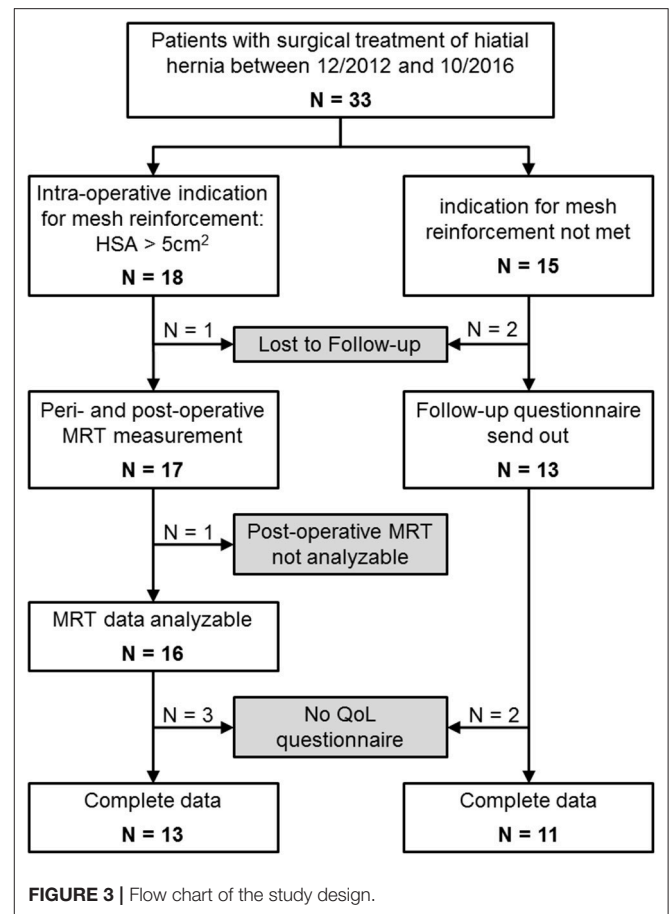 Patients with surgical treatment of hiatial
hernia between 12/2012 and 10/2016
N = 33
Intra-operative indication
for mesh reinforcement:
HSA > 5cm²
N = 18
indication for mesh
reinforcement not met
N = 15
N = 1
Lost to Follow-up
N = 2
Peri- and post-operative
MRT measurement
N = 17
Follow-up questionnaire
send out
N = 13
N = 1
Post-operative MRT
not analyzable
MRT data analyzable
N = 16
N = 3
No QoL
questionnaire
N = 2
Complete data
N = 13
Complete data
N = 11
FIGURE 3 | Flow chart of the study design.